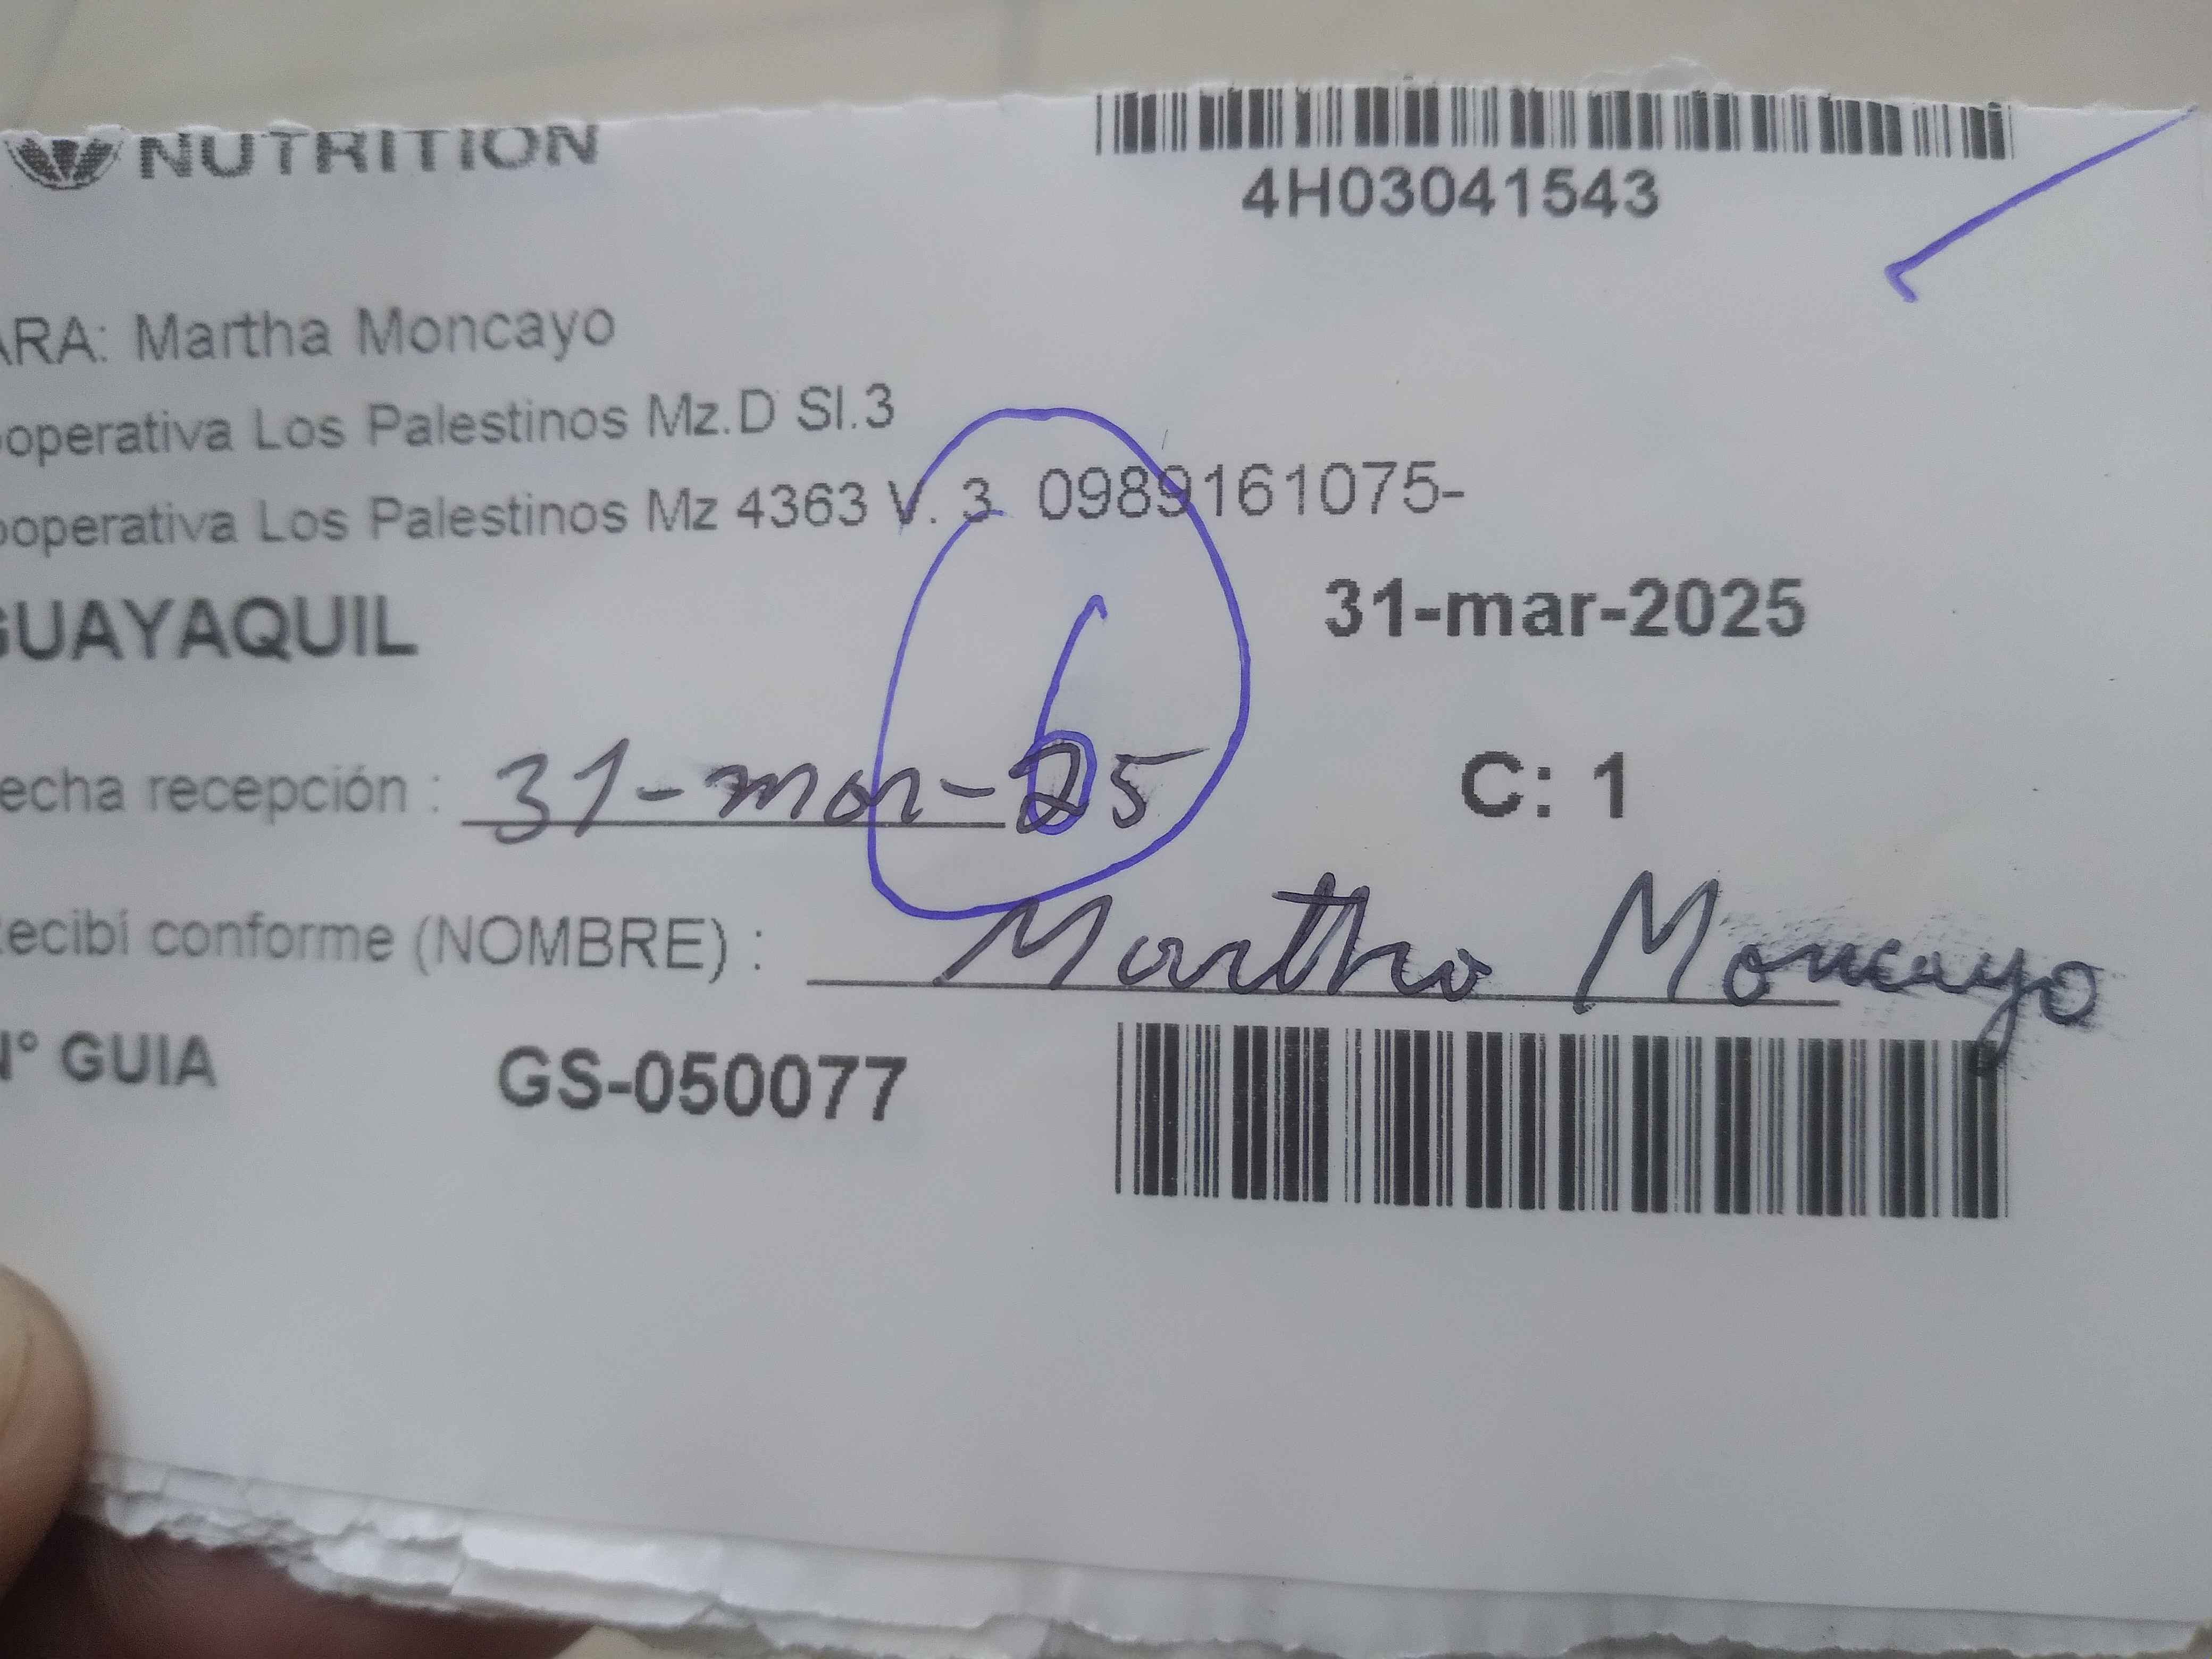 NUTRITION
4H03041543
ARA: Martha Moncayo
operativa Los Palestinos Mz.D Sl.3
operativa Los Palestinos Mz 4363 V. 3 0989161075-
GUAYAQUIL 31-mar-2025
6
echa recepción : 31-mar-25 C: 1
ecibí conforme (NOMBRE) : Martha Moncayo
N° GUIA GS-050077